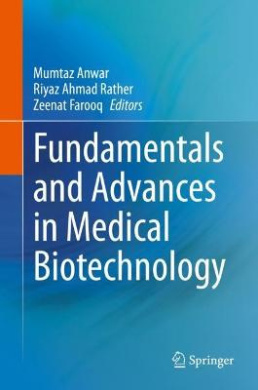 Mumtaz Anwar
Riyaz Ahmad Rather
Zeenat Farooq Editors
Fundamentals
and Advances
in Medical
Biotechnology
Springer